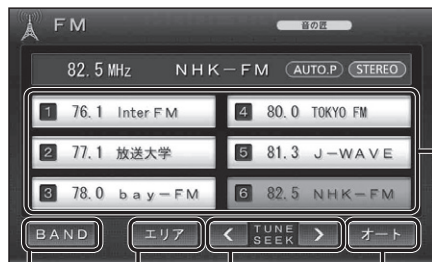 FM 音の匠
82.5 MHz NHK－FM AUTO.P STEREO
1 76.1 InterFM
4 80.0 TOKYO FM
2 77.1 放送大学
5 81.3 J－WAVE
3 78.0 bay－FM
6 82.5 NHK－FM
BAND エリア < TUNE SEEK > オート